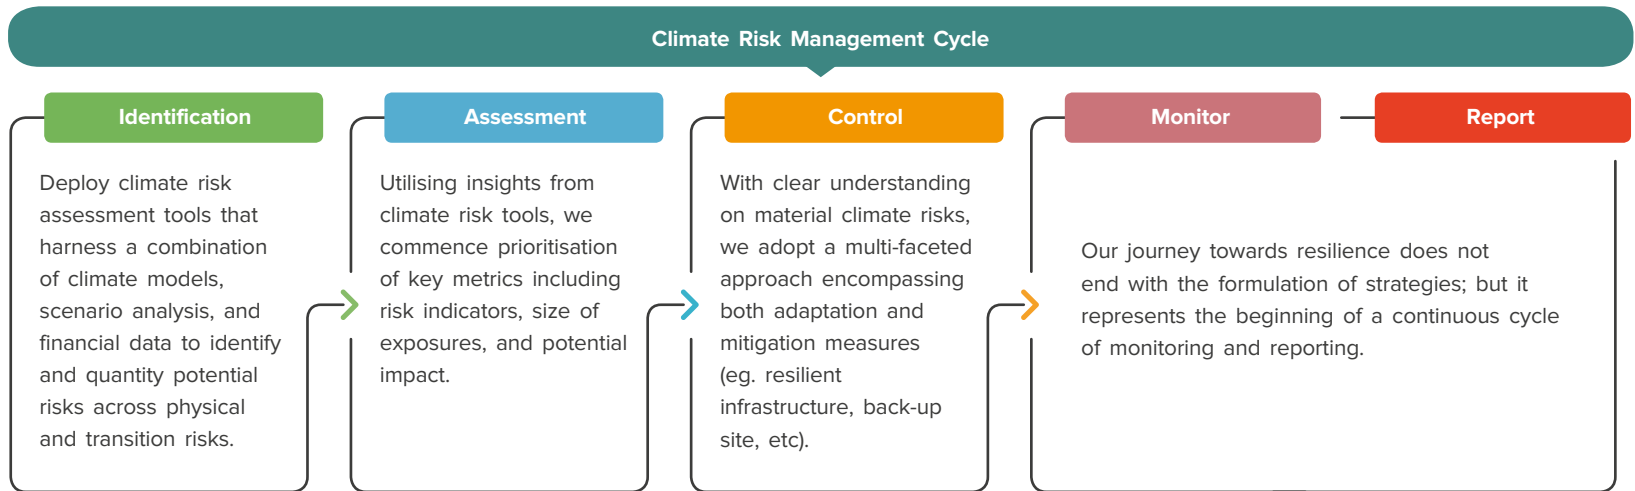 Climate Risk Management Cycle
Identification
Deploy climate risk
assessment tools that
harness a combination
of climate models,
scenario analysis, and
financial data to identify
and quantity potential
risks across physical
and transition risks.
Assessment
Utilising insights from
climate risk tools, we
commence prioritisation
of key metrics including
risk indicators, size of
exposures, and potential
impact.
Control
With clear understanding
on material climate risks,
we adopt a multi-faceted
approach encompassing
both adaptation and
mitigation measures
(eg. resilient
infrastructure, back-up
site, etc).
Monitor
Report
Our journey towards resilience does not
end with the formulation of strategies; but it
represents the beginning of a continuous cycle
of monitoring and reporting.